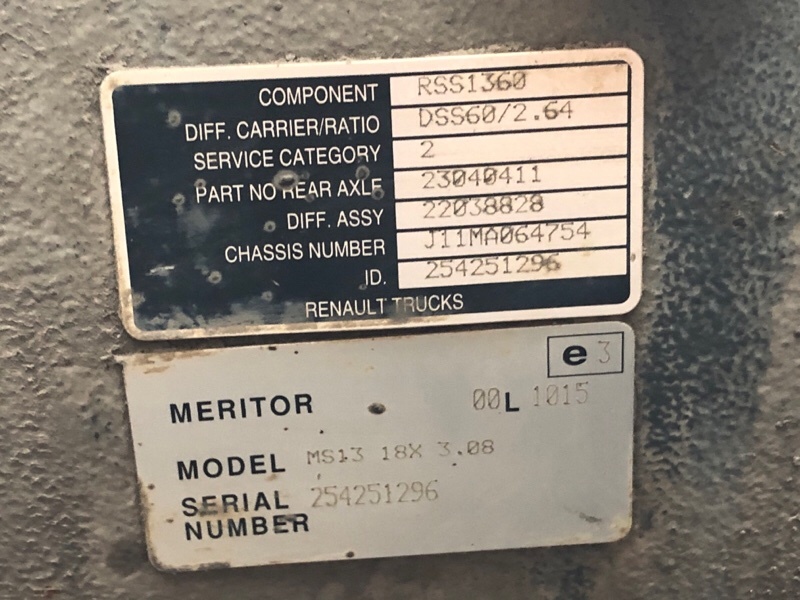 COMPONENT RSS1360
DIFF. CARRIER/RATIO DSS60/2.64
SERVICE CATEGORY 2
PART NO REAR AXLE 23040411
DIFF. ASSY 22038828
CHASSIS NUMBER J11MA064754
ID. 254251296
RENAULT TRUCKS
e 3
MERITOR 00L 1015
MODEL MS13 18X 3.08
SERIAL NUMBER 254251296